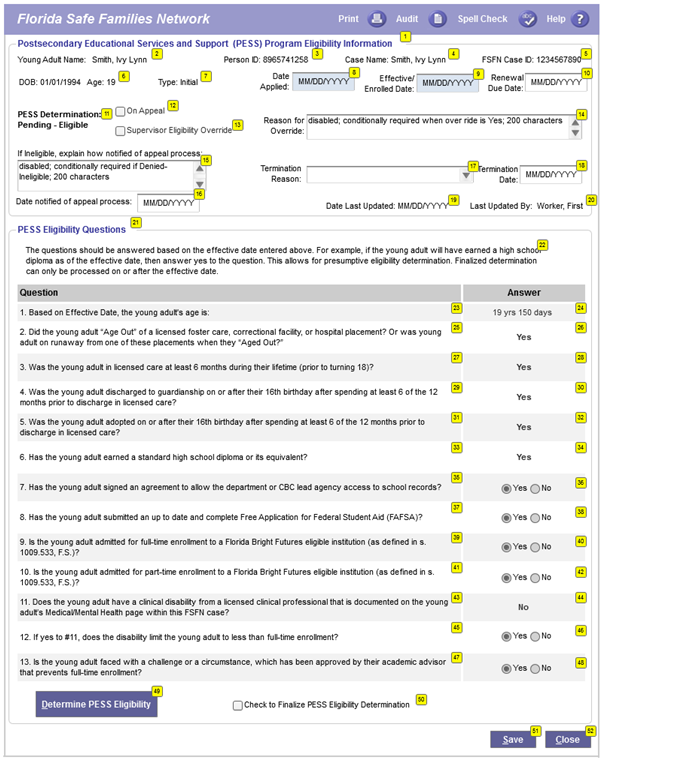 Florida Safe Families Network
Print Audit Spell Check abc Help ?
1
Postsecondary Educational Services and Support (PESS) Program Eligibility Information
2 3 4 5
Young Adult Name: Smith, Ivy Lynn Person ID: 8965741258 Case Name: Smith, Ivy Lynn FSFN Case ID: 1234567890
6 7 8 9 10
DOB: 01/01/1994 Age: 19 Type: Initial Date Applied: MM/DD/YYYY Effective/ Enrolled Date: MM/DD/YYYY Renewal Due Date: MM/DD/YYYY
PESS Determination: 11 On Appeal 12
Pending - Eligible Supervisor Eligibility Override 13
Reason for Override: disabled; conditionally required when over ride is Yes; 200 characters 14
If Ineligible, explain how notified of appeal process: 15
disabled; conditionally required if Denied-
Ineligible; 200 characters
Termination Reason: 17 Termination Date: MM/DD/YYYY 18
Date notified of appeal process: MM/DD/YYYY 16
Date Last Updated: MM/DD/YYYY 19 Last Updated By: Worker, First 20
PESS Eligibility Questions 21
The questions should be answered based on the effective date entered above. For example, if the young adult will have earned a high school 22
diploma as of the effective date, then answer yes to the question. This allows for presumptive eligibility determination. Finalized determination
can only be processed on or after the effective date.
Question Answer
1. Based on Effective Date, the young adult's age is: 23 19 yrs 150 days 24
2. Did the young adult "Age Out" of a licensed foster care, correctional facility, or hospital placement? Or was young 25
adult on runaway from one of these placements when they "Aged Out?" Yes 26
3. Was the young adult in licensed care at least 6 months during their lifetime (prior to turning 18)? 27 Yes 28
4. Was the young adult discharged to guardianship on or after their 16th birthday after spending at least 6 of the 12 29
months prior to discharge in licensed care? Yes 30
5. Was the young adult adopted on or after their 16th birthday after spending at least 6 of the 12 months prior to 31
discharge in licensed care? Yes 32
6. Has the young adult earned a standard high school diploma or its equivalent? 33 Yes 34
7. Has the young adult signed an agreement to allow the department or CBC lead agency access to school records? 35 Yes No 36
8. Has the young adult submitted an up to date and complete Free Application for Federal Student Aid (FAFSA)? 37 Yes No 38
9. Is the young adult admitted for full-time enrollment to a Florida Bright Futures eligible institution (as defined in s. 39
1009.533, F.S.)? Yes No 40
10. Is the young adult admitted for part-time enrollment to a Florida Bright Futures eligible institution (as defined in s. 41
1009.533, F.S.)? Yes No 42
11. Does the young adult have a clinical disability from a licensed clinical professional that is documented on the young 43
adult's Medical/Mental Health page within this FSFN case? No 44
12. If yes to #11, does the disability limit the young adult to less than full-time enrollment? 45 Yes No 46
13. Is the young adult faced with a challenge or a circumstance, which has been approved by their academic advisor 47
that prevents full-time enrollment? Yes No 48
Determine PESS Eligibility 49 Check to Finalize PESS Eligibility Determination 50
Save 51 Close 52